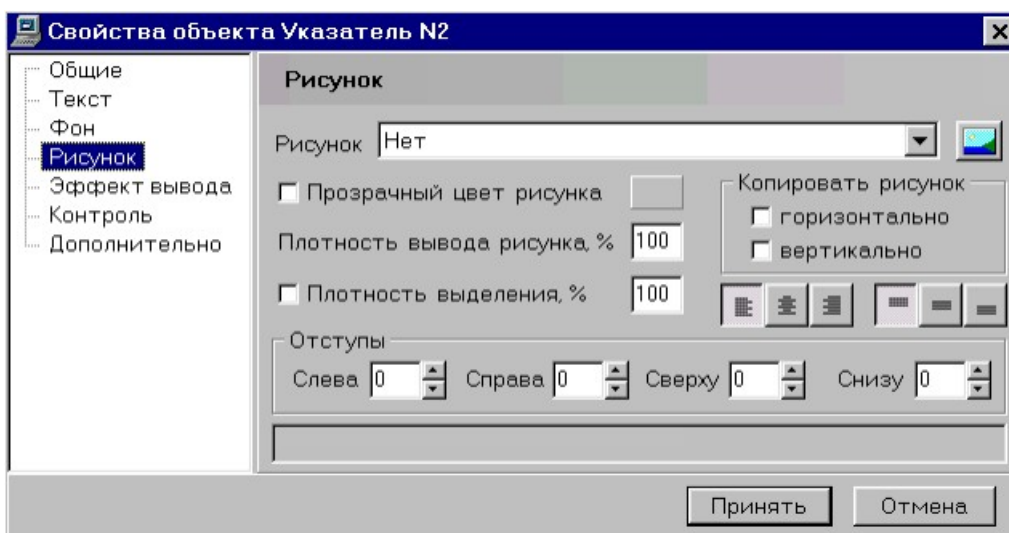 Свойства объекта Указатель N2
Общие
Текст
Фон
Рисунок
Эффект вывода
Контроль
Дополнительно
Рисунок
Рисунок Нет
Прозрачный цвет рисунка
Плотность вывода рисунка, % 100
Плотность выделения, % 100
Копировать рисунок
горизонтально
вертикально
Отступы
Слева 0 Справа 0 Сверху 0 Снизу 0
Принять Отмена